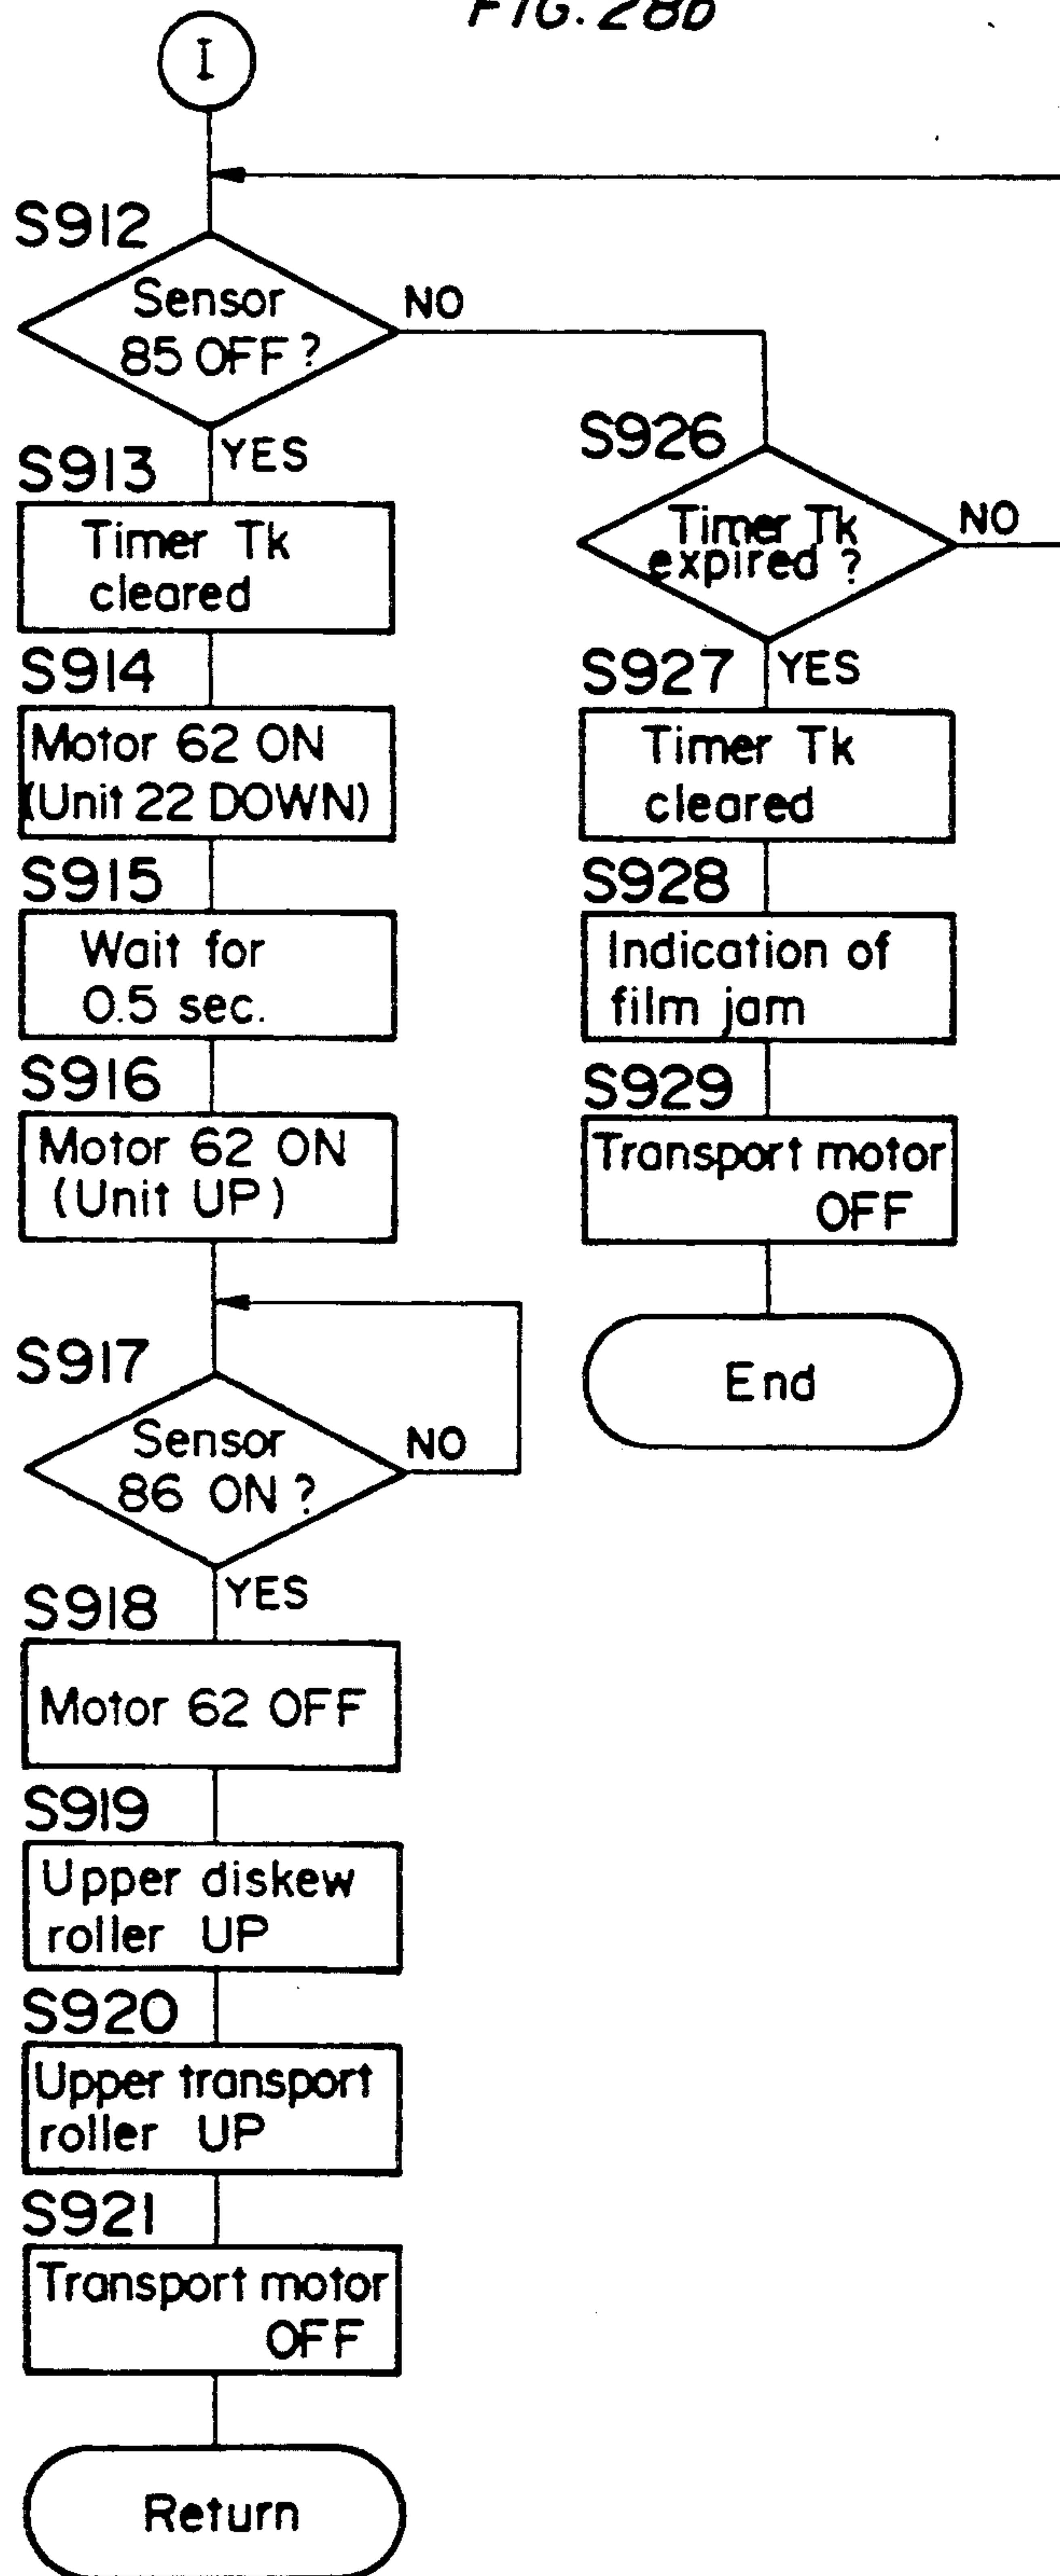 FIG. 28b
I
S912
Sensor
85 OFF ?
NO
YES
S913
Timer Tk
cleared
S914
Motor 62 ON
(Unit 22 DOWN)
S915
Wait for
0.5 sec.
S916
Motor 62 ON
(Unit UP)
S917
Sensor
86 ON ?
NO
YES
S918
Motor 62 OFF
S919
Upper diskew
roller UP
S920
Upper transport
roller UP
S921
Transport motor
OFF
Return
S926
Timer Tk
expired ?
NO
YES
S927
Timer Tk
cleared
S928
Indication of
film jam
S929
Transport motor
OFF
End